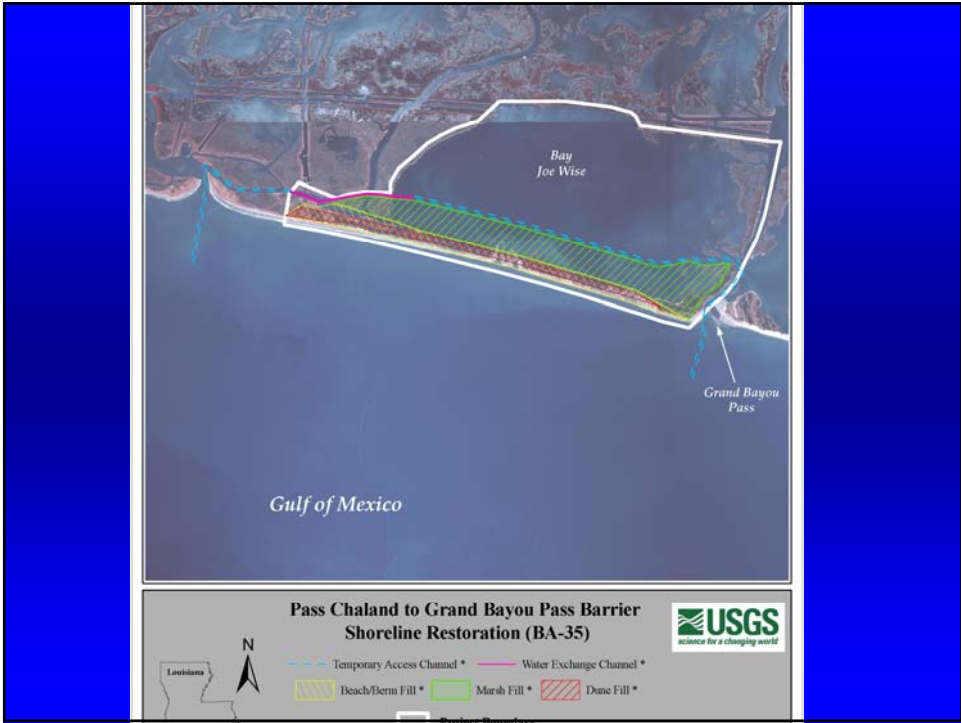 Bay
Joe Wise
Grand Bayou
Pass
Gulf of Mexico
Pass Chaland to Grand Bayou Pass Barrier
Shoreline Restoration (BA-35)
USGS
science for a changing world
N
Louisiana
Temporary Access Channel *
Water Exchange Channel *
Beach/Berm Fill *
Marsh Fill *
Dune Fill *
Project Boundary